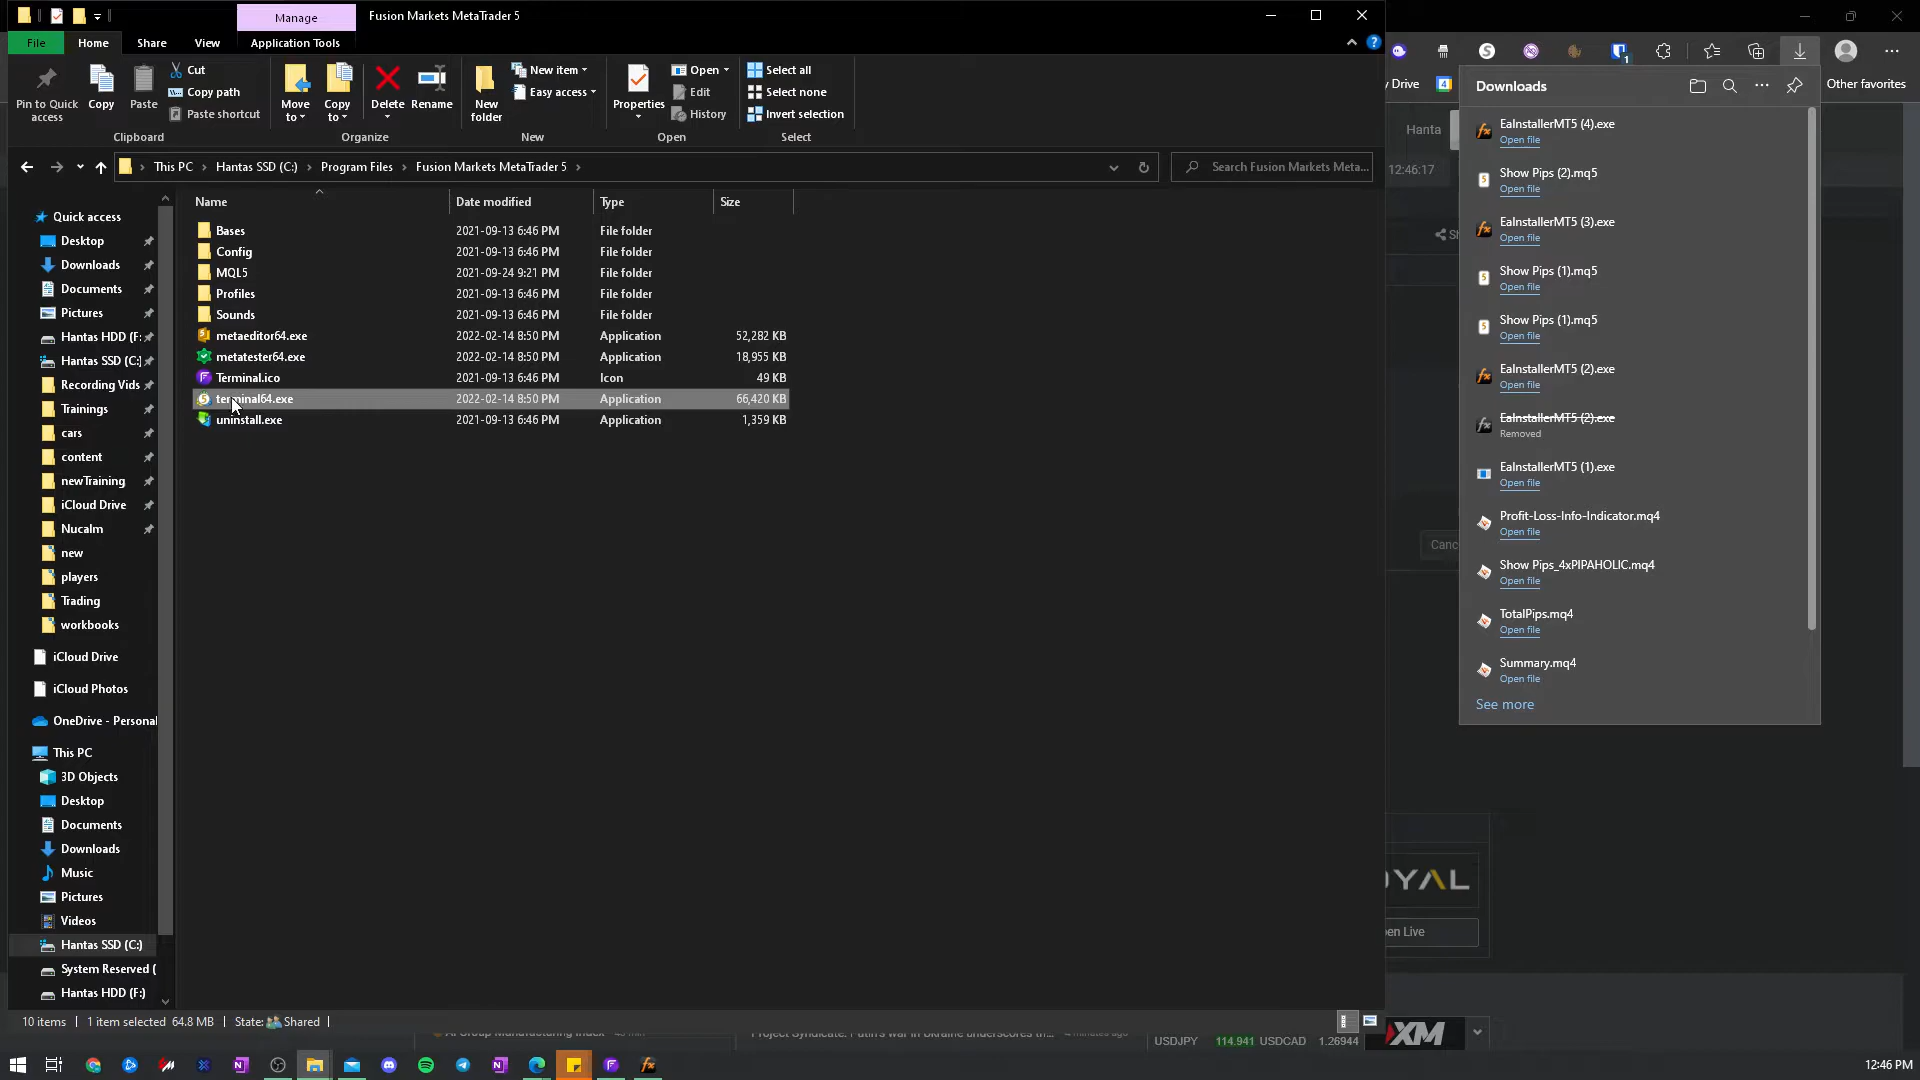 Manage
Fusion Markets MetaTrader 5
File
Home
Share
View
Application Tools
Pin to Quick access
Copy
Paste
Cut
Copy path
Paste shortcut
Clipboard
Move to
Copy to
Delete
Rename
Organize
New folder
New item
Easy access
New
Properties
Open
Edit
History
Open
Select all
Select none
Invert selection
Select
This PC
Hantas SSD (C:)
Program Files
Fusion Markets MetaTrader 5
Search Fusion Markets Meta...
Name
Date modified
Type
Size
Bases 2021-09-13 6:46 PM File folder
Config 2021-09-13 6:46 PM File folder
MQL5 2021-09-24 9:21 PM File folder
Profiles 2021-09-13 6:46 PM File folder
Sounds 2021-09-13 6:46 PM File folder
metaeditor64.exe 2022-02-14 8:50 PM Application 52,282 KB
metatester64.exe 2022-02-14 8:50 PM Application 18,955 KB
Terminal.ico 2021-09-13 6:46 PM Icon 49 KB
terminal64.exe 2022-02-14 8:50 PM Application 66,420 KB
uninstall.exe 2021-09-13 6:46 PM Application 1,359 KB
Quick access
Desktop
Downloads
Documents
Pictures
Hantas HDD (F:
Hantas SSD (C:)
Recording Vids
Trainings
cars
content
newTraining
iCloud Drive
Nucalm
new
players
Trading
workbooks
iCloud Drive
iCloud Photos
OneDrive - Personal
This PC
3D Objects
Desktop
Documents
Downloads
Music
Pictures
Videos
Hantas SSD (C:)
System Reserved (
Hantas HDD (F:)
10 items
1 item selected 64.8 MB
State: Shared
1
y Drive
4
Other favorites
Hanta
12:46:17
Sh
Canc
Downloads
EaInstallerMT5 (4).exe
Open file
Show Pips (2).mq5
Open file
EaInstallerMT5 (3).exe
Open file
Show Pips (1).mq5
Open file
Show Pips (1).mq5
Open file
EaInstallerMT5 (2).exe
Open file
EaInstallerMT5 (2).exe
Removed
EaInstallerMT5 (1).exe
Open file
Profit-Loss-Info-Indicator.mq4
Open file
Show Pips_4xPIPAHOLIC.mq4
Open file
TotalPips.mq4
Open file
Summary.mq4
Open file
See more
OYAL
en Live
USDJPY 114.941 USDCAD 1.26944
XM
12:46 PM